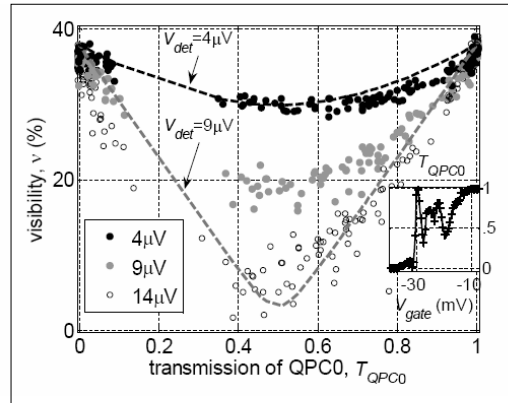 40
20
0
visibility, ν (%)
V_det=4μV
V_det=9μV
4μV
9μV
14μV
T_QPC0
1
.5
0
-30
-10
V_gate (mV)
0
0.2
0.4
0.6
0.8
1
transmission of QPC0, T_QPC0